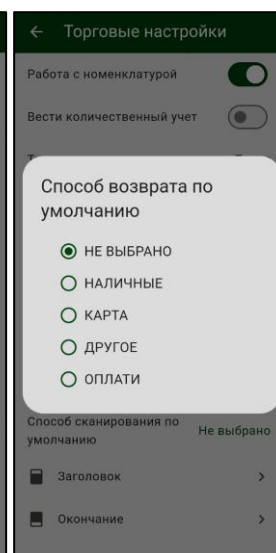 Торговые настройки
Работа с номенклатурой
Вести количественный учет
Способ возврата по
умолчанию
НЕ ВЫБРАНО
НАЛИЧНЫЕ
КАРТА
ДРУГОЕ
ОПЛАТИ
Способ сканирования по
умолчанию
Не выбрано
Заголовок
Окончание